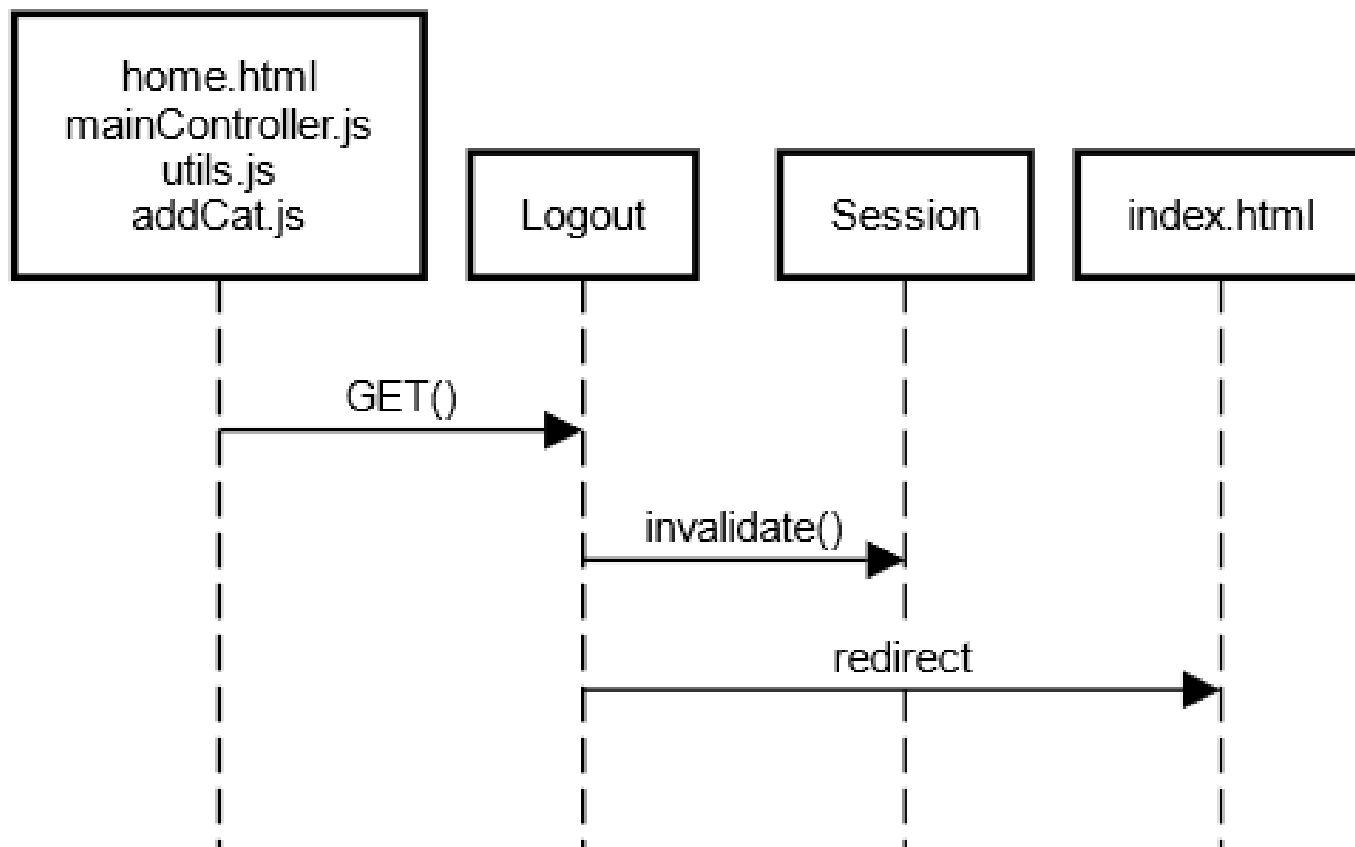 home.html
mainController.js
utils.js
addCat.js
Logout
Session
index.html
GET()
invalidate()
redirect